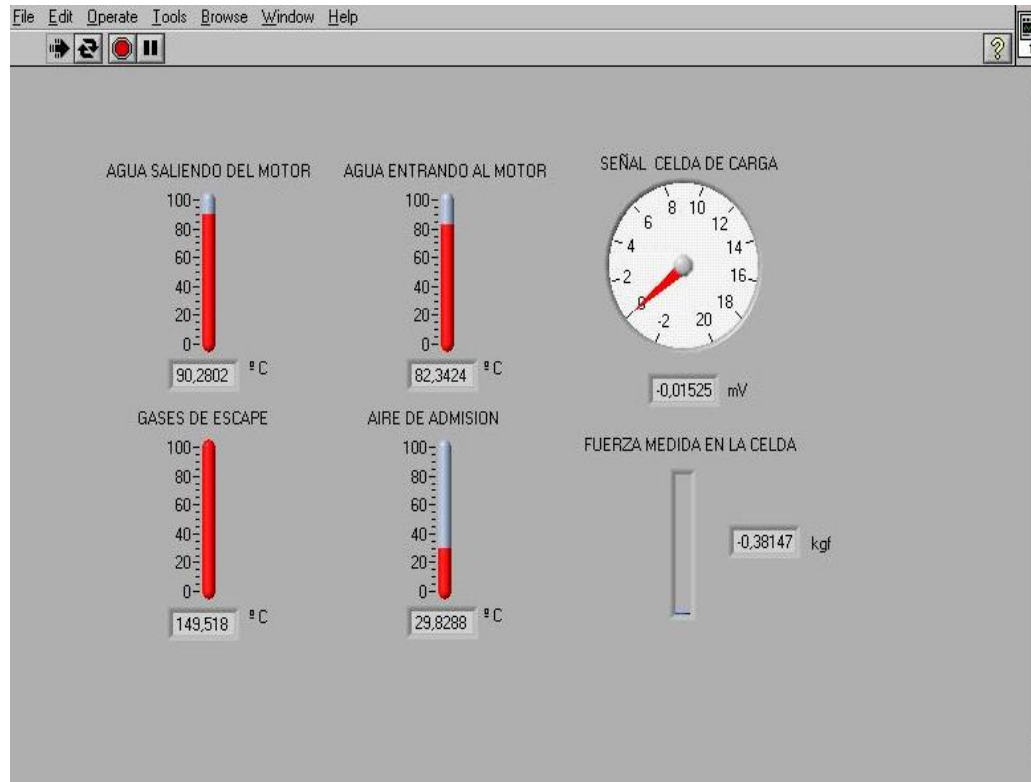 File Edit Operate Tools Browse Window Help
?
AGUA SALIENDO DEL MOTOR
100
80
60
40
20
0
90,2802 ºC
AGUA ENTRANDO AL MOTOR
100
80
60
40
20
0
82,3424 ºC
SEÑAL CELDA DE CARGA
-2
0
2
4
6
8
10
12
14
16
18
20
-0,01525 mV
GASES DE ESCAPE
100
80
60
40
20
0
149,518 ºC
AIRE DE ADMISION
100
80
60
40
20
0
29,8288 ºC
FUERZA MEDIDA EN LA CELDA
-0,38147 kgf